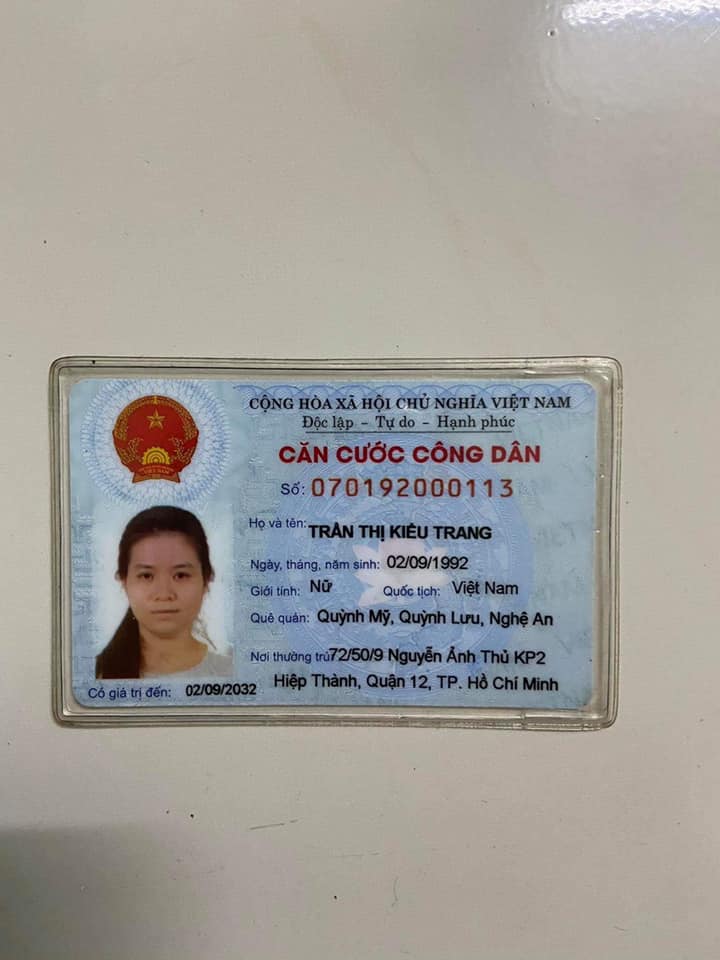 CỘNG HÒA XÃ HỘI CHỦ NGHĨA VIỆT NAM
Độc lập - Tự do - Hạnh phúc
CĂN CƯỚC CÔNG DÂN
Số: 070192000113
Họ và tên: TRẦN THỊ KIỀU TRANG
Ngày, tháng, năm sinh: 02/09/1992
Giới tính: Nữ Quốc tịch: Việt Nam
Quê quán: Quỳnh Mỹ, Quỳnh Lưu, Nghệ An
Nơi thường trú: 72/50/9 Nguyễn Ảnh Thủ KP2
Hiệp Thành, Quận 12, TP. Hồ Chí Minh
Có giá trị đến: 02/09/2032